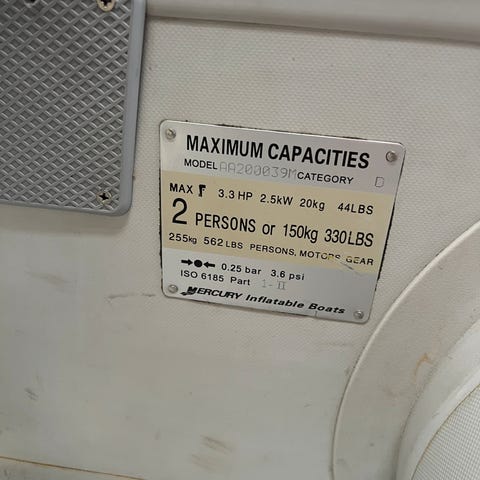 MAXIMUM CAPACITIES
MODEL AA200039M CATEGORY D
MAX 3.3 HP 2.5kW 20kg 44LBS
2 PERSONS or 150kg 330LBS
255kg 562 LBS PERSONS, MOTORS, GEAR
0.25 bar 3.6 psi
ISO 6185 Part 1-II
MERCURY Inflatable Boats